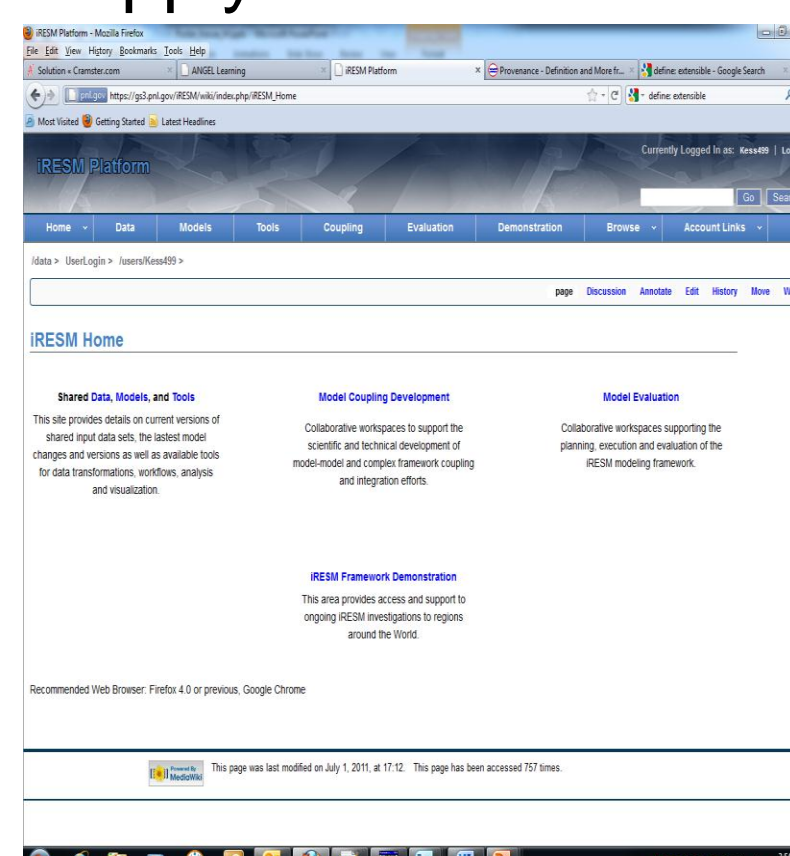 iRESM Platform - Mozilla Firefox
File Edit View History Bookmarks Tools Help
Solution « Cramster.com ANGEL Learning iRESM Platform Provenance - Definition and More fr... define: extensible - Google Search
pnl.gov https://gs3.pnl.gov/iRESM/wiki/index.php/iRESM_Home define: extensible
Most Visited Getting Started Latest Headlines
Currently Logged In as: Kess499 | Lo
iRESM Platform
Go Sear
Home Data Models Tools Coupling Evaluation Demonstration Browse Account Links
/data > UserLogin > /users/Kess499 >
page Discussion Annotate Edit History Move W
iRESM Home
Shared Data, Models, and Tools
This site provides details on current versions of
shared input data sets, the lastest model
changes and versions as well as available tools
for data transformations, workflows, analysis
and visualization.
Model Coupling Development
Collaborative workspaces to support the
scientific and technical development of
model-model and complex framework coupling
and integration efforts.
Model Evaluation
Collaborative workspaces supporting the
planning, execution and evaluation of the
iRESM modeling framework.
iRESM Framework Demonstration
This area provides access and support to
ongoing iRESM investigations to regions
around the World.
Recommended Web Browser: Firefox 4.0 or previous, Google Chrome
Powered By
MediaWiki
This page was last modified on July 1, 2011, at 17:12. This page has been accessed 757 times.